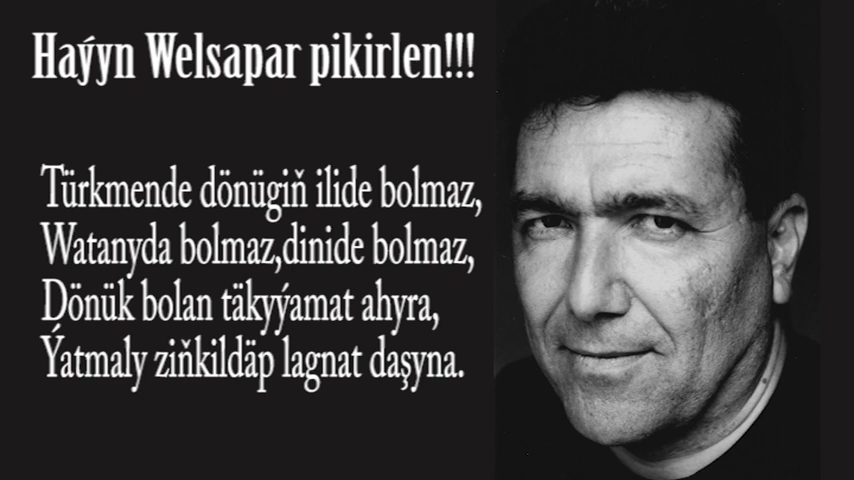 Haýyn Welsapar pikirlen!!!
Türkmende dönügiň ilide bolmaz,
Watanyda bolmaz,dinide bolmaz,
Dönük bolan täkyýamat ahyra,
Ýatmaly ziňkildäp lagnat daşyna.